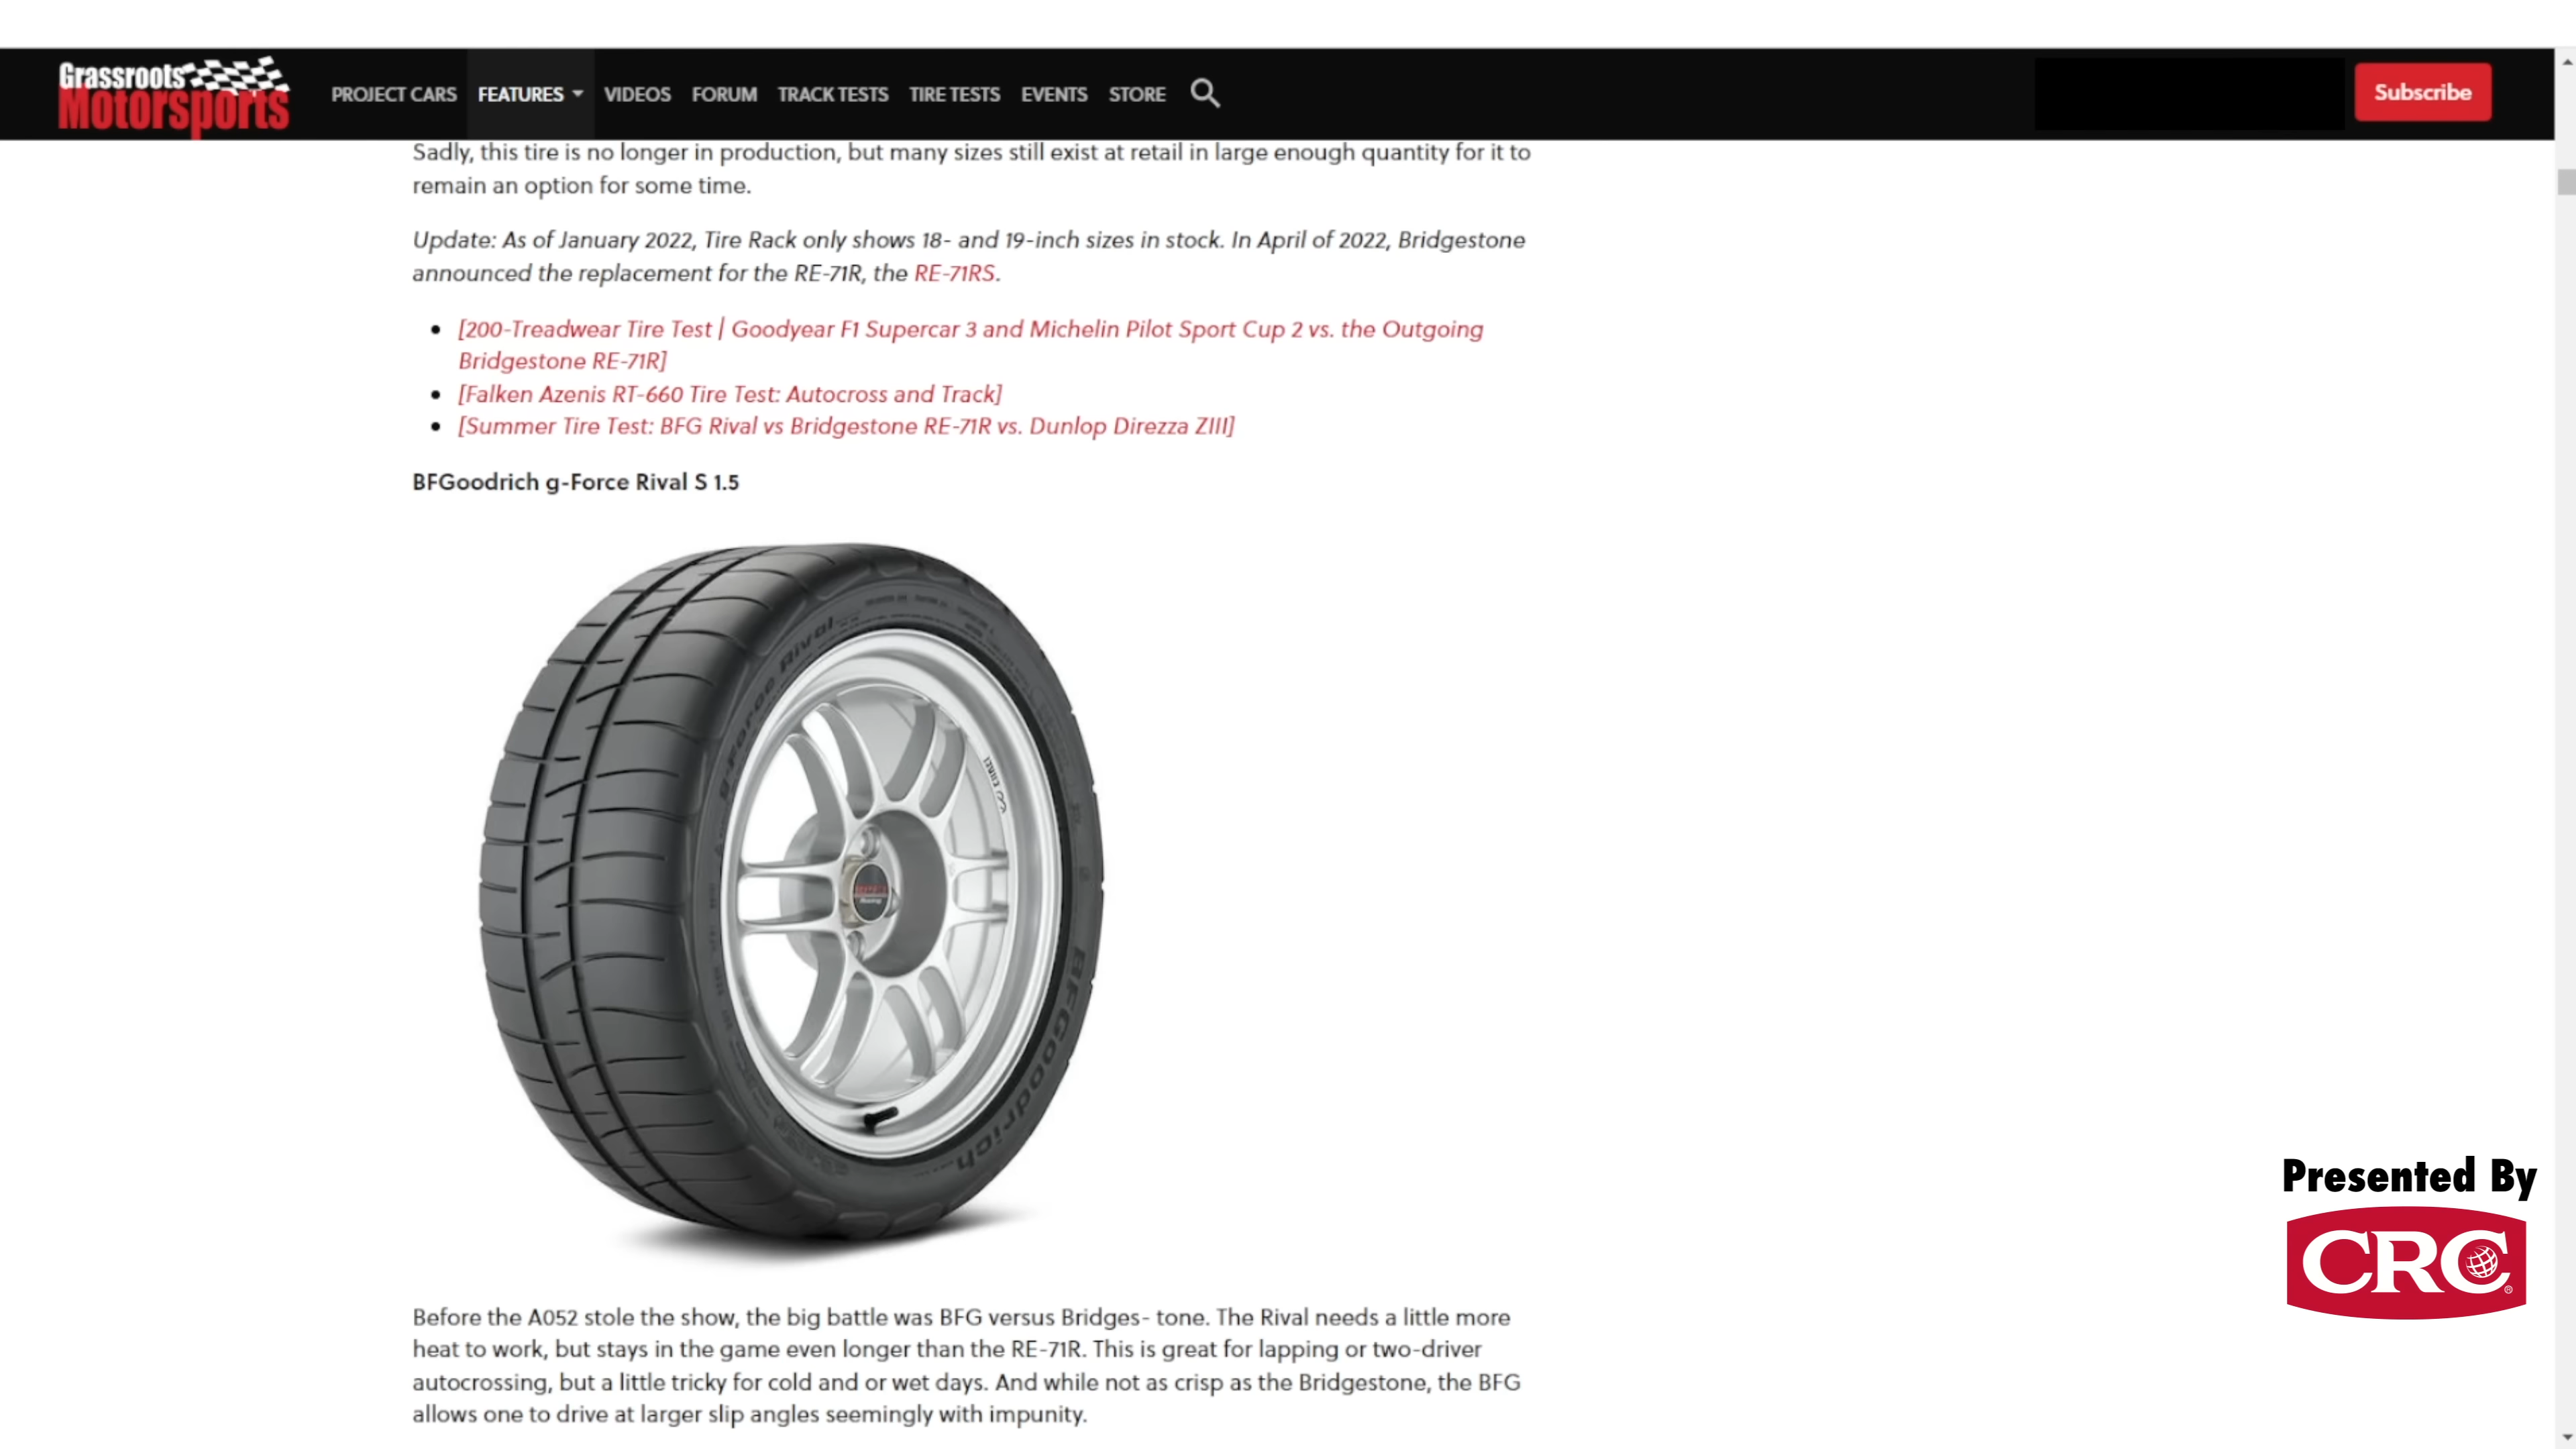 Grassroots
Motorsports
PROJECT CARS FEATURES VIDEOS FORUM TRACK TESTS TIRE TESTS EVENTS STORE
Subscribe
Sadly, this tire is no longer in production, but many sizes still exist at retail in large enough quantity for it to
remain an option for some time.
Update: As of January 2022, Tire Rack only shows 18- and 19-inch sizes in stock. In April of 2022, Bridgestone
announced the replacement for the RE-71R, the RE-71RS.
[200-Treadwear Tire Test | Goodyear F1 Supercar 3 and Michelin Pilot Sport Cup 2 vs. the Outgoing
Bridgestone RE-71R]
[Falken Azenis RT-660 Tire Test: Autocross and Track]
[Summer Tire Test: BFG Rival vs Bridgestone RE-71R vs. Dunlop Direzza ZIII]
BFGoodrich g-Force Rival S 1.5
g-Force Rival
BFGoodrich
Presented By
CRC
Before the A052 stole the show, the big battle was BFG versus Bridges- tone. The Rival needs a little more
heat to work, but stays in the game even longer than the RE-71R. This is great for lapping or two-driver
autocrossing, but a little tricky for cold and or wet days. And while not as crisp as the Bridgestone, the BFG
allows one to drive at larger slip angles seemingly with impunity.